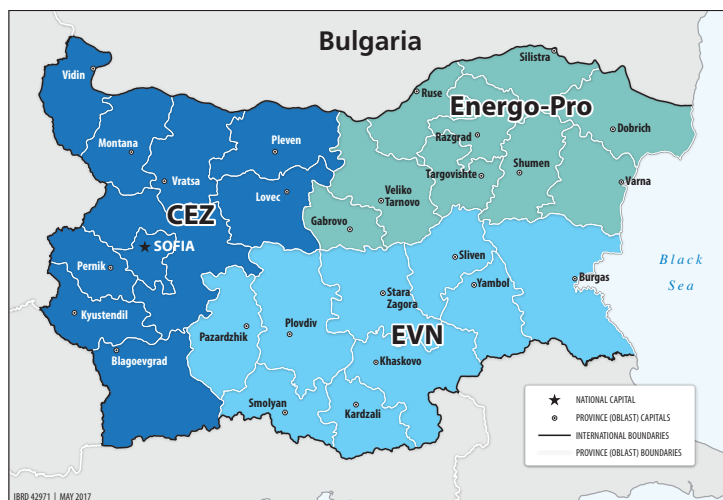 Bulgaria
Silistra
Vidin
Ruse
Energo-Pro
Dobrich
Razgrad
Montana
Pleven
Shumen
Targovishte
Vratsa
Varna
Lovec
Veliko
Tarnovo
CEZ
Gabrovo
SOFIA
Sliven
Black
Sea
Pernik
Burgas
Yambol
Stara
Zagora
Kyustendil
Pazardzhik
Plovdiv
EVN
Blagoevgrad
Khaskovo
Smolyan
Kardzali
NATIONAL CAPITAL
PROVINCE (OBLAST) CAPITALS
INTERNATIONAL BOUNDARIES
PROVINCE (OBLAST) BOUNDARIES
IBRD 42971 | MAY 2017